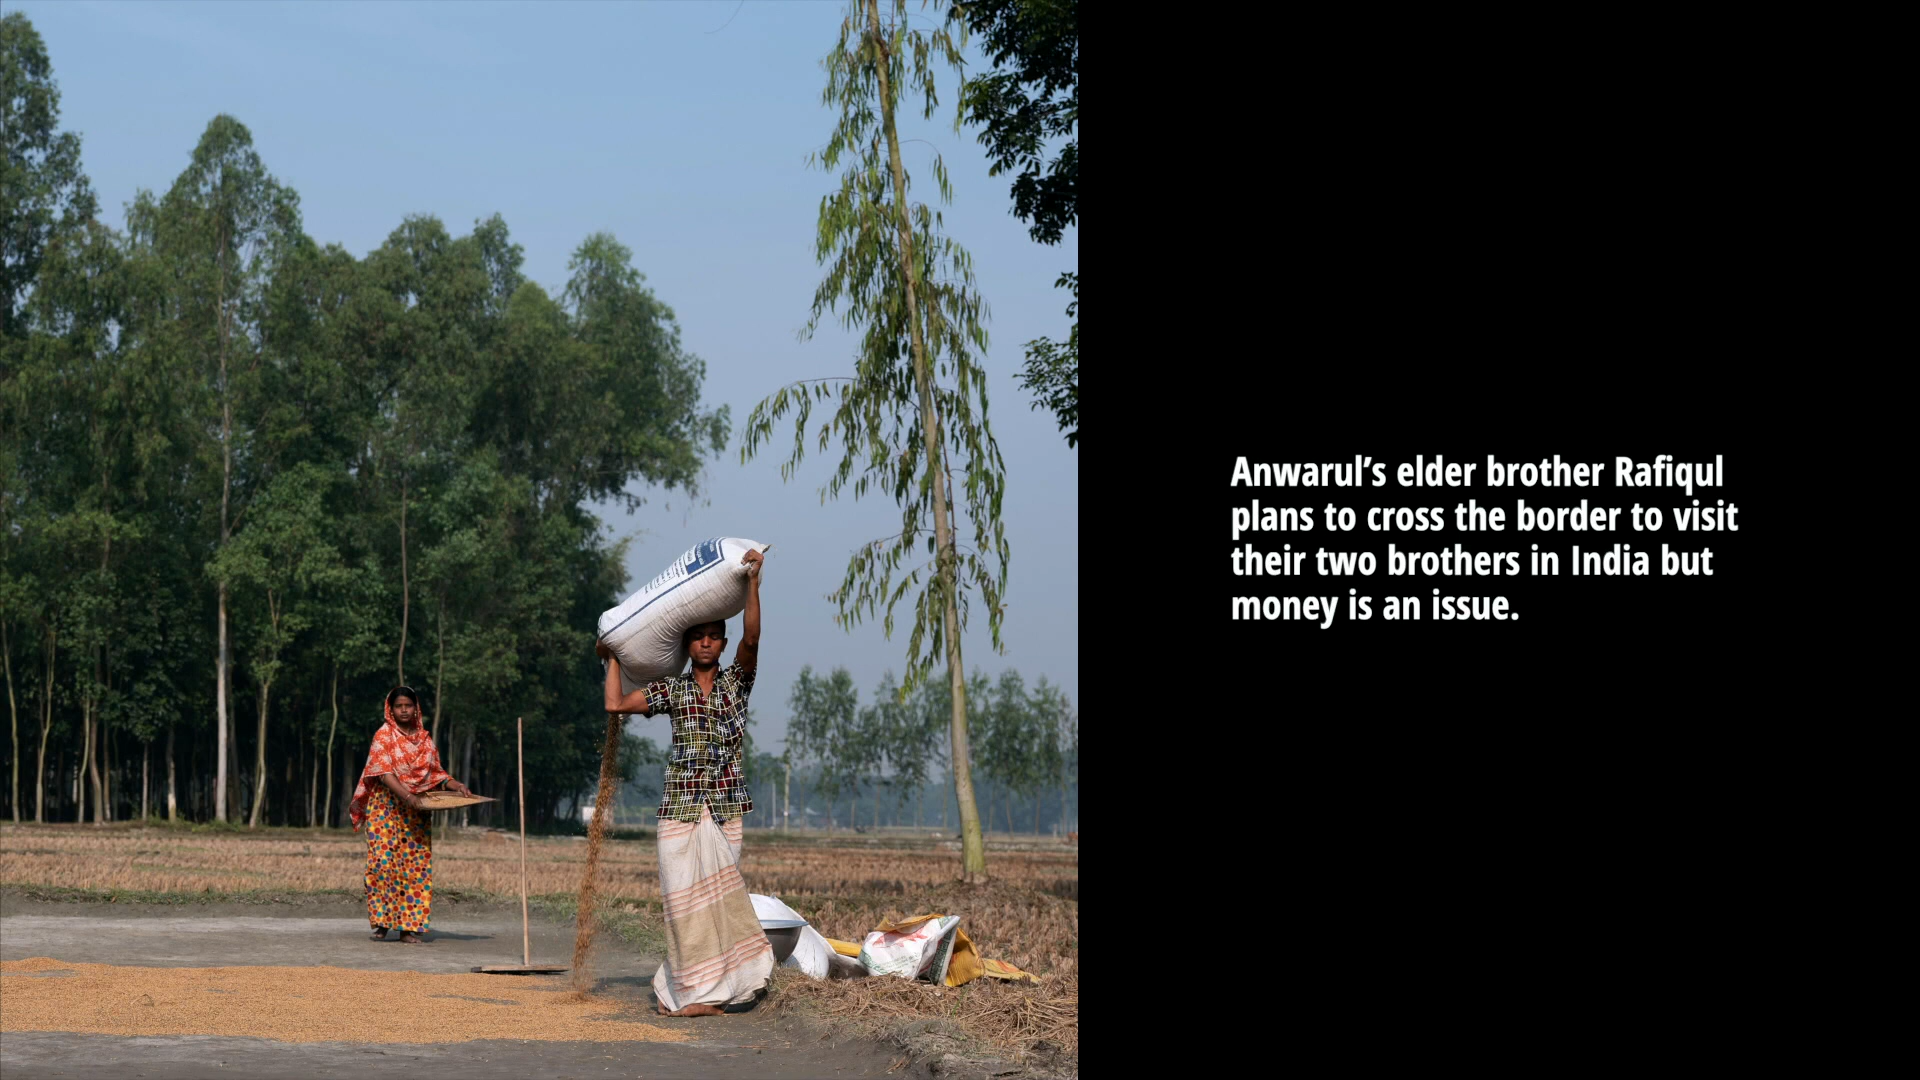 Anwarul’s elder brother Rafiqul
plans to cross the border to visit
their two brothers in India but
money is an issue.